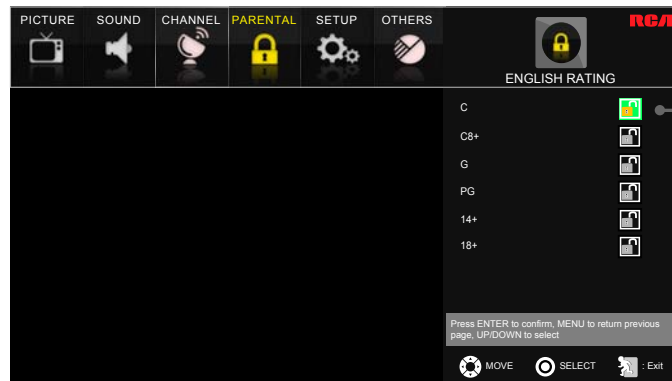 PICTURE SOUND CHANNEL PARENTAL SETUP OTHERS
RCA
ENGLISH RATING
C
C8+
G
PG
14+
18+
Press ENTER to confirm, MENU to return previous
page, UP/DOWN to select
MOVE SELECT : Exit